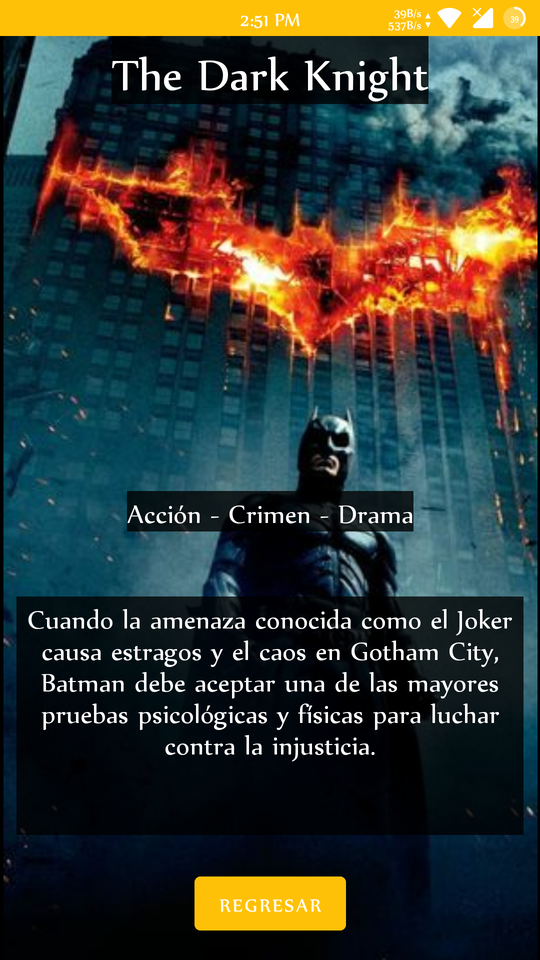 2:51 PM
39B/s
537B/s
39
The Dark Knight
Acción - Crimen - Drama
Cuando la amenaza conocida como el Joker
causa estragos y el caos en Gotham City,
Batman debe aceptar una de las mayores
pruebas psicológicas y físicas para luchar
contra la injusticia.
REGRESAR